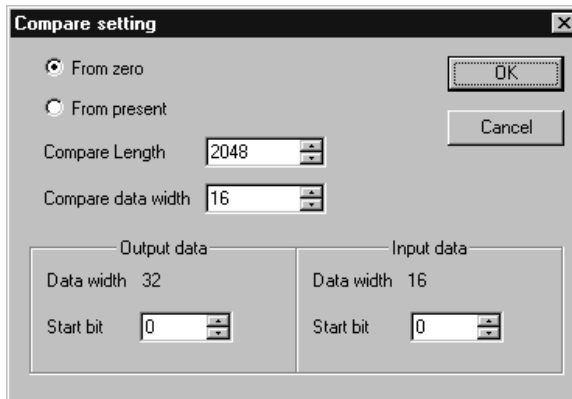 Compare setting
From zero
OK
From present
Cancel
Compare Length 2048
Compare data width 16
Output data
Data width 32
Start bit 0
Input data
Data width 16
Start bit 0